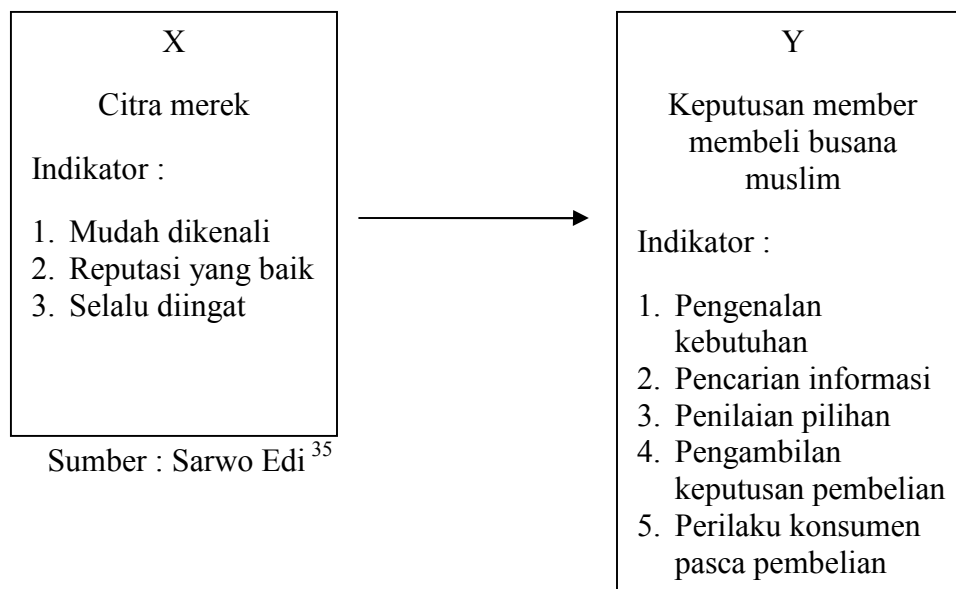 X
Citra merek
Indikator :
1. Mudah dikenali
2. Reputasi yang baik
3. Selalu diingat
Sumber : Sarwo Edi 35
Y
Keputusan member
membeli busana
muslim
Indikator :
1. Pengenalan
kebutuhan
2. Pencarian informasi
3. Penilaian pilihan
4. Pengambilan
keputusan pembelian
5. Perilaku konsumen
pasca pembelian